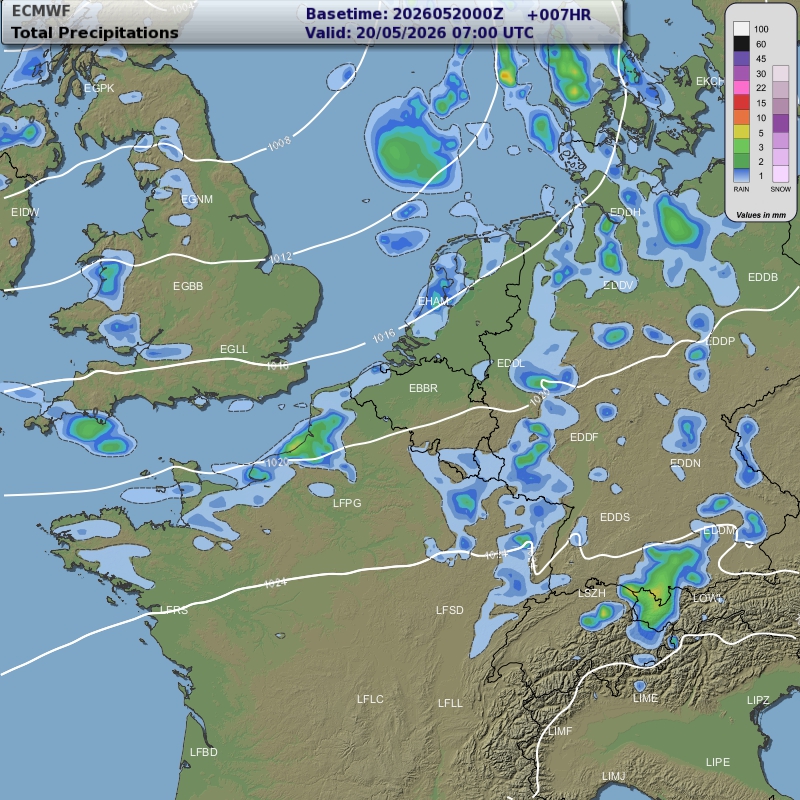 ECMWF
Basetime: 2026052000Z +007HR
Total Precipitations
Valid: 20/05/2026 07:00 UTC
100
60
45
30
22
15
10
5
3
2
1
RAIN SNOW
Values in mm
EGPK
EKCH
1008
EIDW
EGNM
EDDH
1012
EGBB
EDDV
EDDB
EHAM
1016
EGLL
EDDP
1016
EDDL
EBBR
EDDF
1020
EDDN
LFPG
EDDS
EDDM
1024
LSZH
LOWI
LFRS
LFSD
LFLC
LFLL
LIME
LIPZ
LIMF
LFBD
LIPE
LIMJ